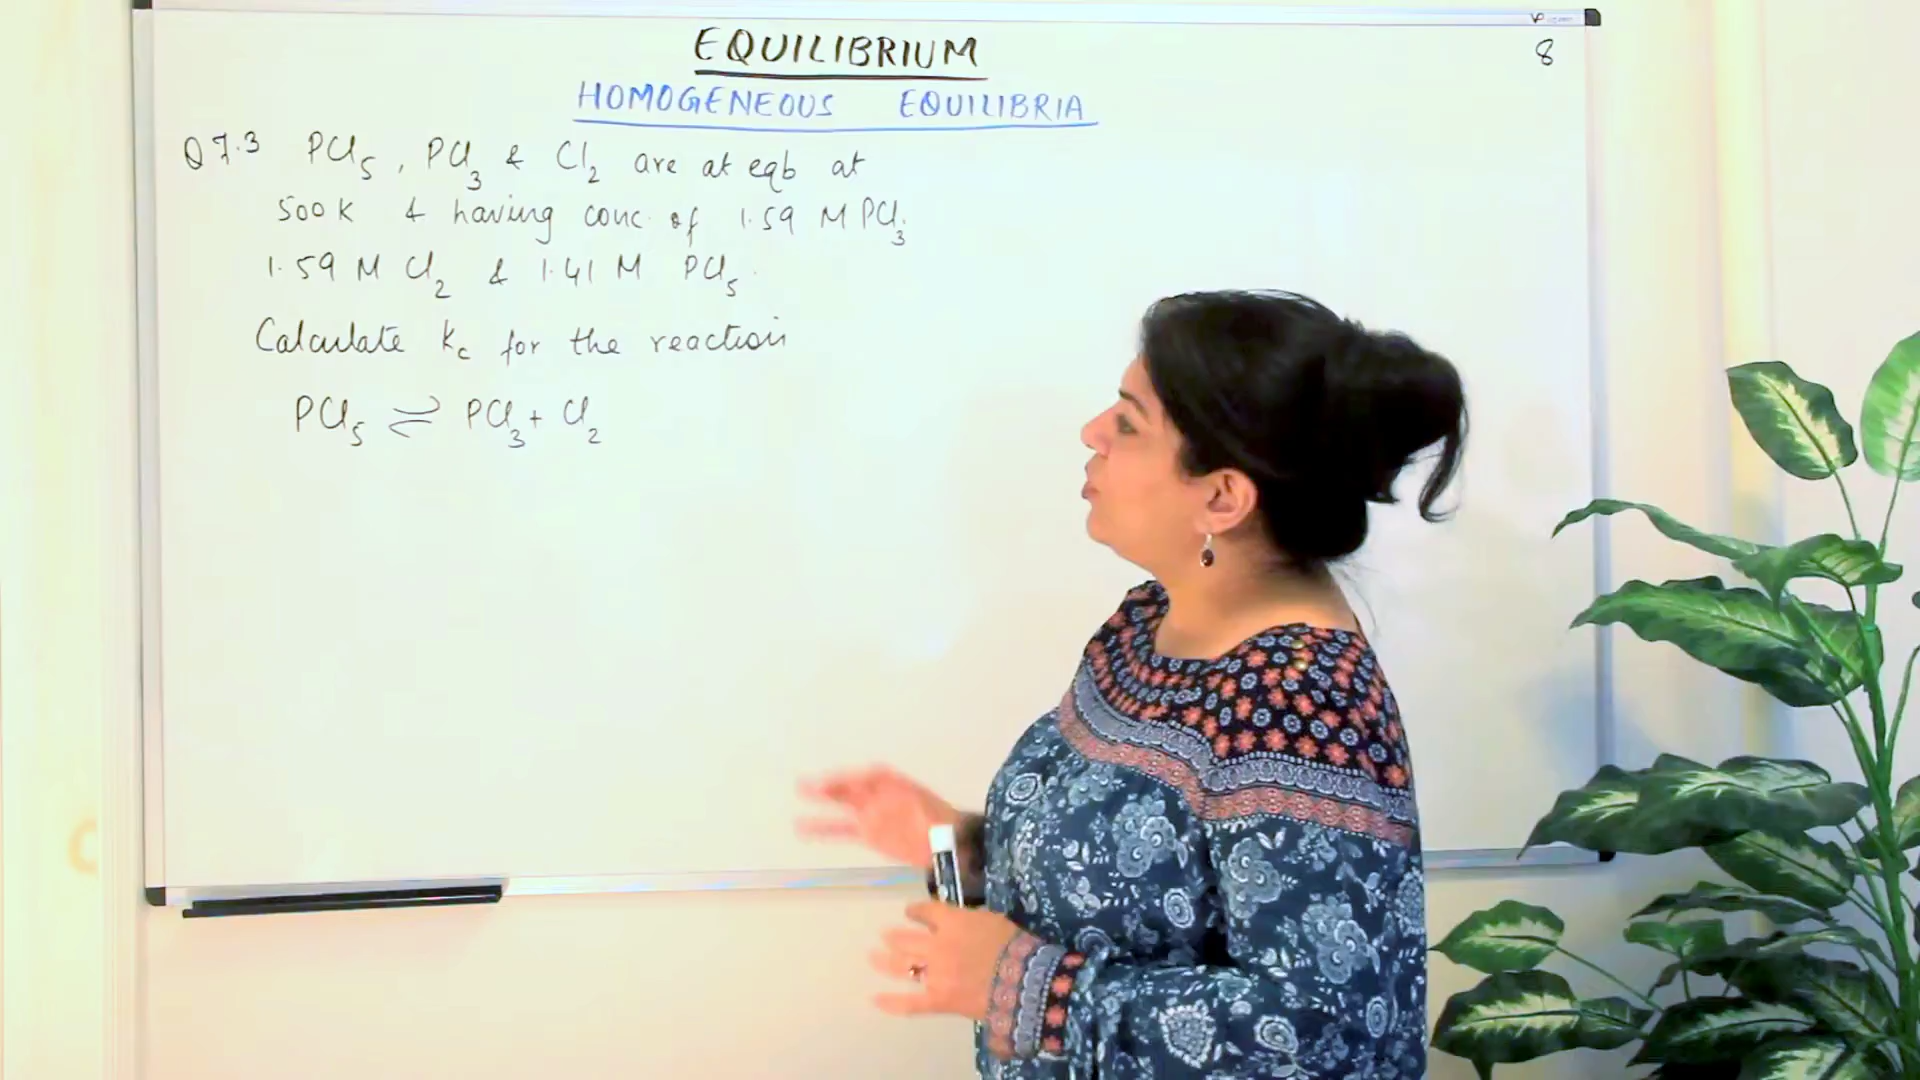 EQUILIBRIUM
8
HOMOGENEOUS EQUILIBRIA
Q 7.3 PCl5, PCl3 & Cl2 are at eqb at
500 K & having conc. of 1.59 M PCl3
1.59 M Cl2 & 1.41 M PCl5.
Calculate Kc for the reaction
PCl5 ⇌ PCl3 + Cl2